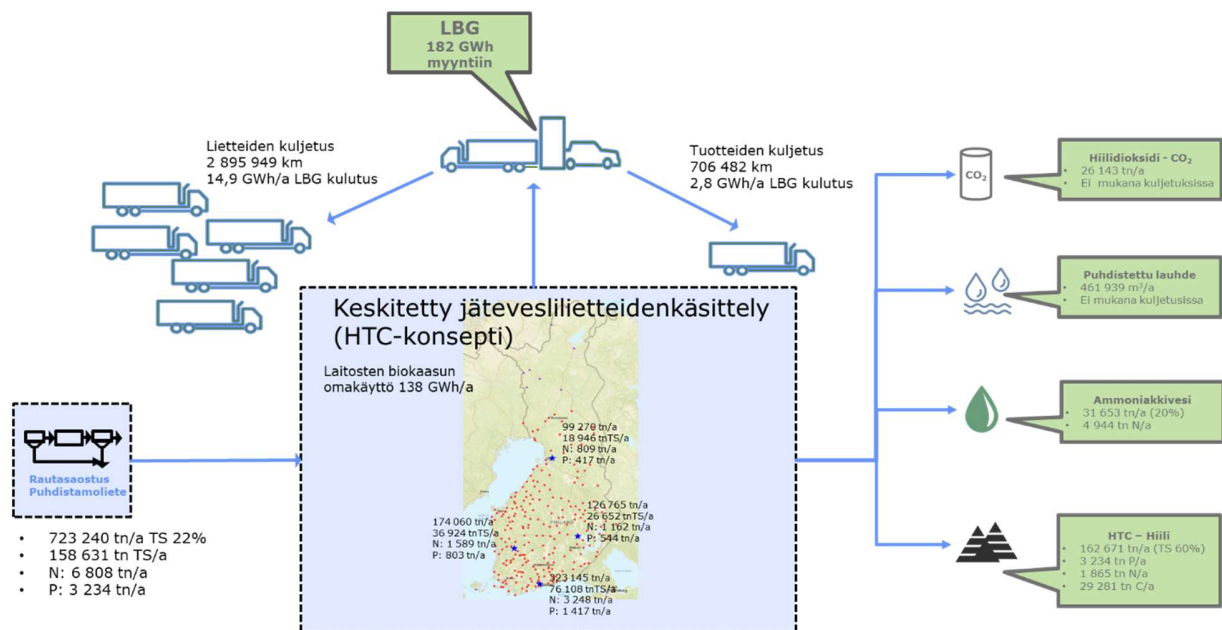 LBG
182 GWh
myyntiin
Lietteiden kuljetus
2 895 949 km
14,9 GWh/a LBG kulutus
Tuotteiden kuljetus
706 482 km
2,8 GWh/a LBG kulutus
Keskitetty jäteveslilietteidenkäsittely
(HTC-konsepti)
Laitosten biokaasun
omakäyttö 138 GWh/a
99 270 tn/a
18 946 tnTS/a
N: 809 tn/a
P: 417 tn/a
126 765 tn/a
26 652 tnTS/a
N: 1 162 tn/a
P: 544 tn/a
174 060 tn/a
36 924 tnTS/a
N: 1 589 tn/a
P: 803 tn/a
323 145 tn/a
76 108 tnTS/a
N: 3 248 tn/a
P: 1 417 tn/a
Rautasaostus
Puhdistamoliete
• 723 240 tn/a TS 22%
• 158 631 tn TS/a
• N: 6 808 tn/a
• P: 3 234 tn/a
CO₂
Hiilidioksidi - CO₂
• 26 143 tn/a
• Ei mukana kuljetuksissa
Puhdistettu lauhde
• 461 939 m³/a
• Ei mukana kuljetusissa
Ammoniakkivesi
• 31 653 tn/a (20%)
• 4 944 tn N/a
HTC – Hiili
• 162 671 tn/a (TS 60%)
• 3 234 tn P/a
• 1 865 tn N/a
• 29 281 tn C/a